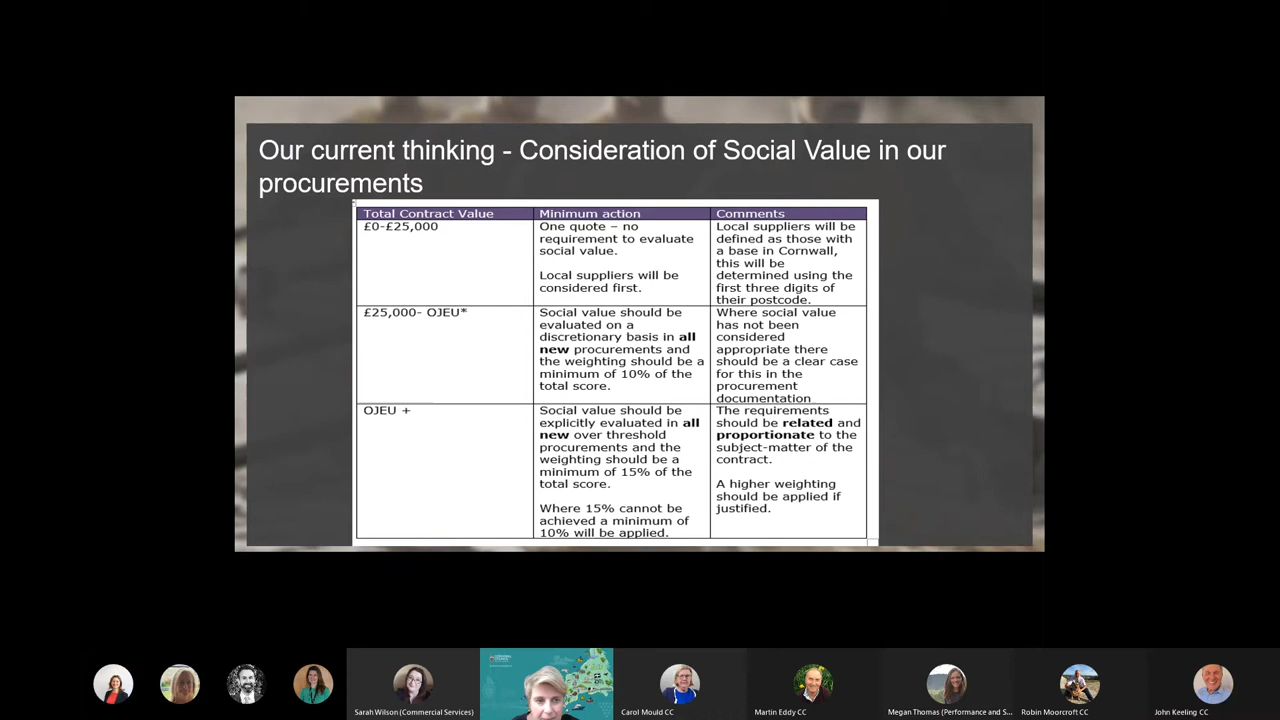 Our current thinking - Consideration of Social Value in our
procurements
Total Contract Value
Minimum action
Comments
£0-£25,000
One quote – no
requirement to evaluate
social value.
Local suppliers will be
considered first.
Local suppliers will be
defined as those with
a base in Cornwall,
this will be
determined using the
first three digits of
their postcode.
£25,000- OJEU*
Social value should be
evaluated on a
discretionary basis in all
new procurements and
the weighting should be a
minimum of 10% of the
total score.
Where social value
has not been
considered
appropriate there
should be a clear case
for this in the
procurement
documentation
OJEU +
Social value should be
explicitly evaluated in all
new over threshold
procurements and the
weighting should be a
minimum of 15% of the
total score.
Where 15% cannot be
achieved a minimum of
10% will be applied.
The requirements
should be related and
proportionate to the
subject-matter of the
contract.
A higher weighting
should be applied if
justified.
Sarah Wilson (Commercial Services)
Carol Mould CC
Martin Eddy CC
Megan Thomas (Performance and S...
Robin Moorcroft CC
John Keeling CC